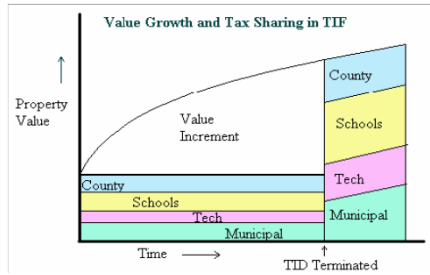 Value Growth and Tax Sharing in TIF
Property
Value
Value
Increment
County
Schools
Tech
Municipal
County
Schools
Tech
Municipal
Time
TID Terminated